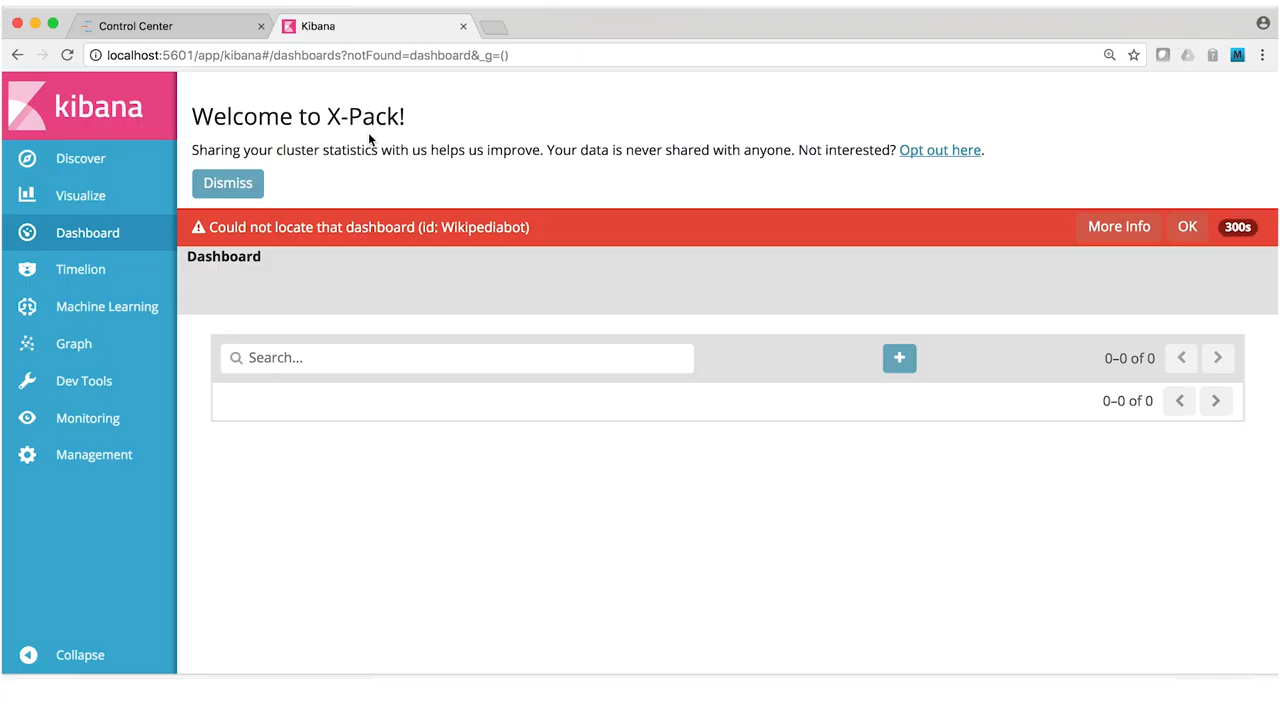 Control Center
Kibana
localhost:5601/app/kibana#/dashboards?notFound=dashboard&_g=()
M
kibana
Discover
Visualize
Dashboard
Timelion
Machine Learning
Graph
Dev Tools
Monitoring
Management
Collapse
Welcome to X-Pack!
Sharing your cluster statistics with us helps us improve. Your data is never shared with anyone. Not interested? Opt out here.
Dismiss
Could not locate that dashboard (id: Wikipediabot) More Info OK 300s
Dashboard
Search... + 0–0 of 0
0–0 of 0